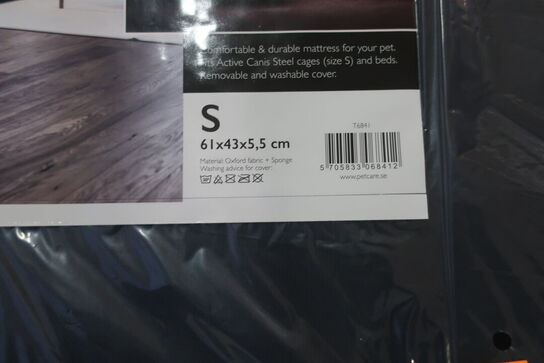 Comfortable & durable mattress for your pet.
Fits Active Canis Steel cages (size S) and beds.
Removable and washable cover.
S
61x43x5,5 cm
Material: Oxford fabric + Sponge
Washing advice for cover:
T6841
5 705833 068412
www.petcare.se